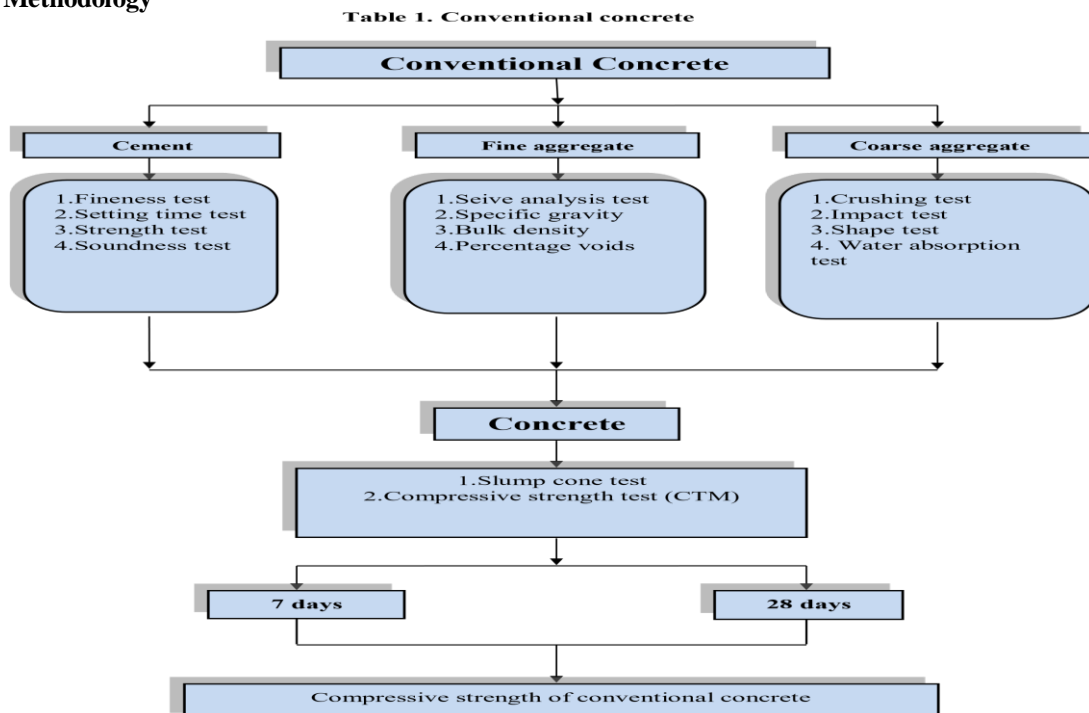 Methodology
Table 1. Conventional concrete
Conventional Concrete
Cement
Fine aggregate
Coarse aggregate
1.Fineness test
2.Setting time test
3.Strength test
4.Soundness test
1.Seive analysis test
2.Specific gravity
3.Bulk density
4.Percentage voids
1.Crushing test
2.Impact test
3.Shape test
4. Water absorption
test
Concrete
1.Slump cone test
2.Compressive strength test (CTM)
7 days
28 days
Compressive strength of conventional concrete